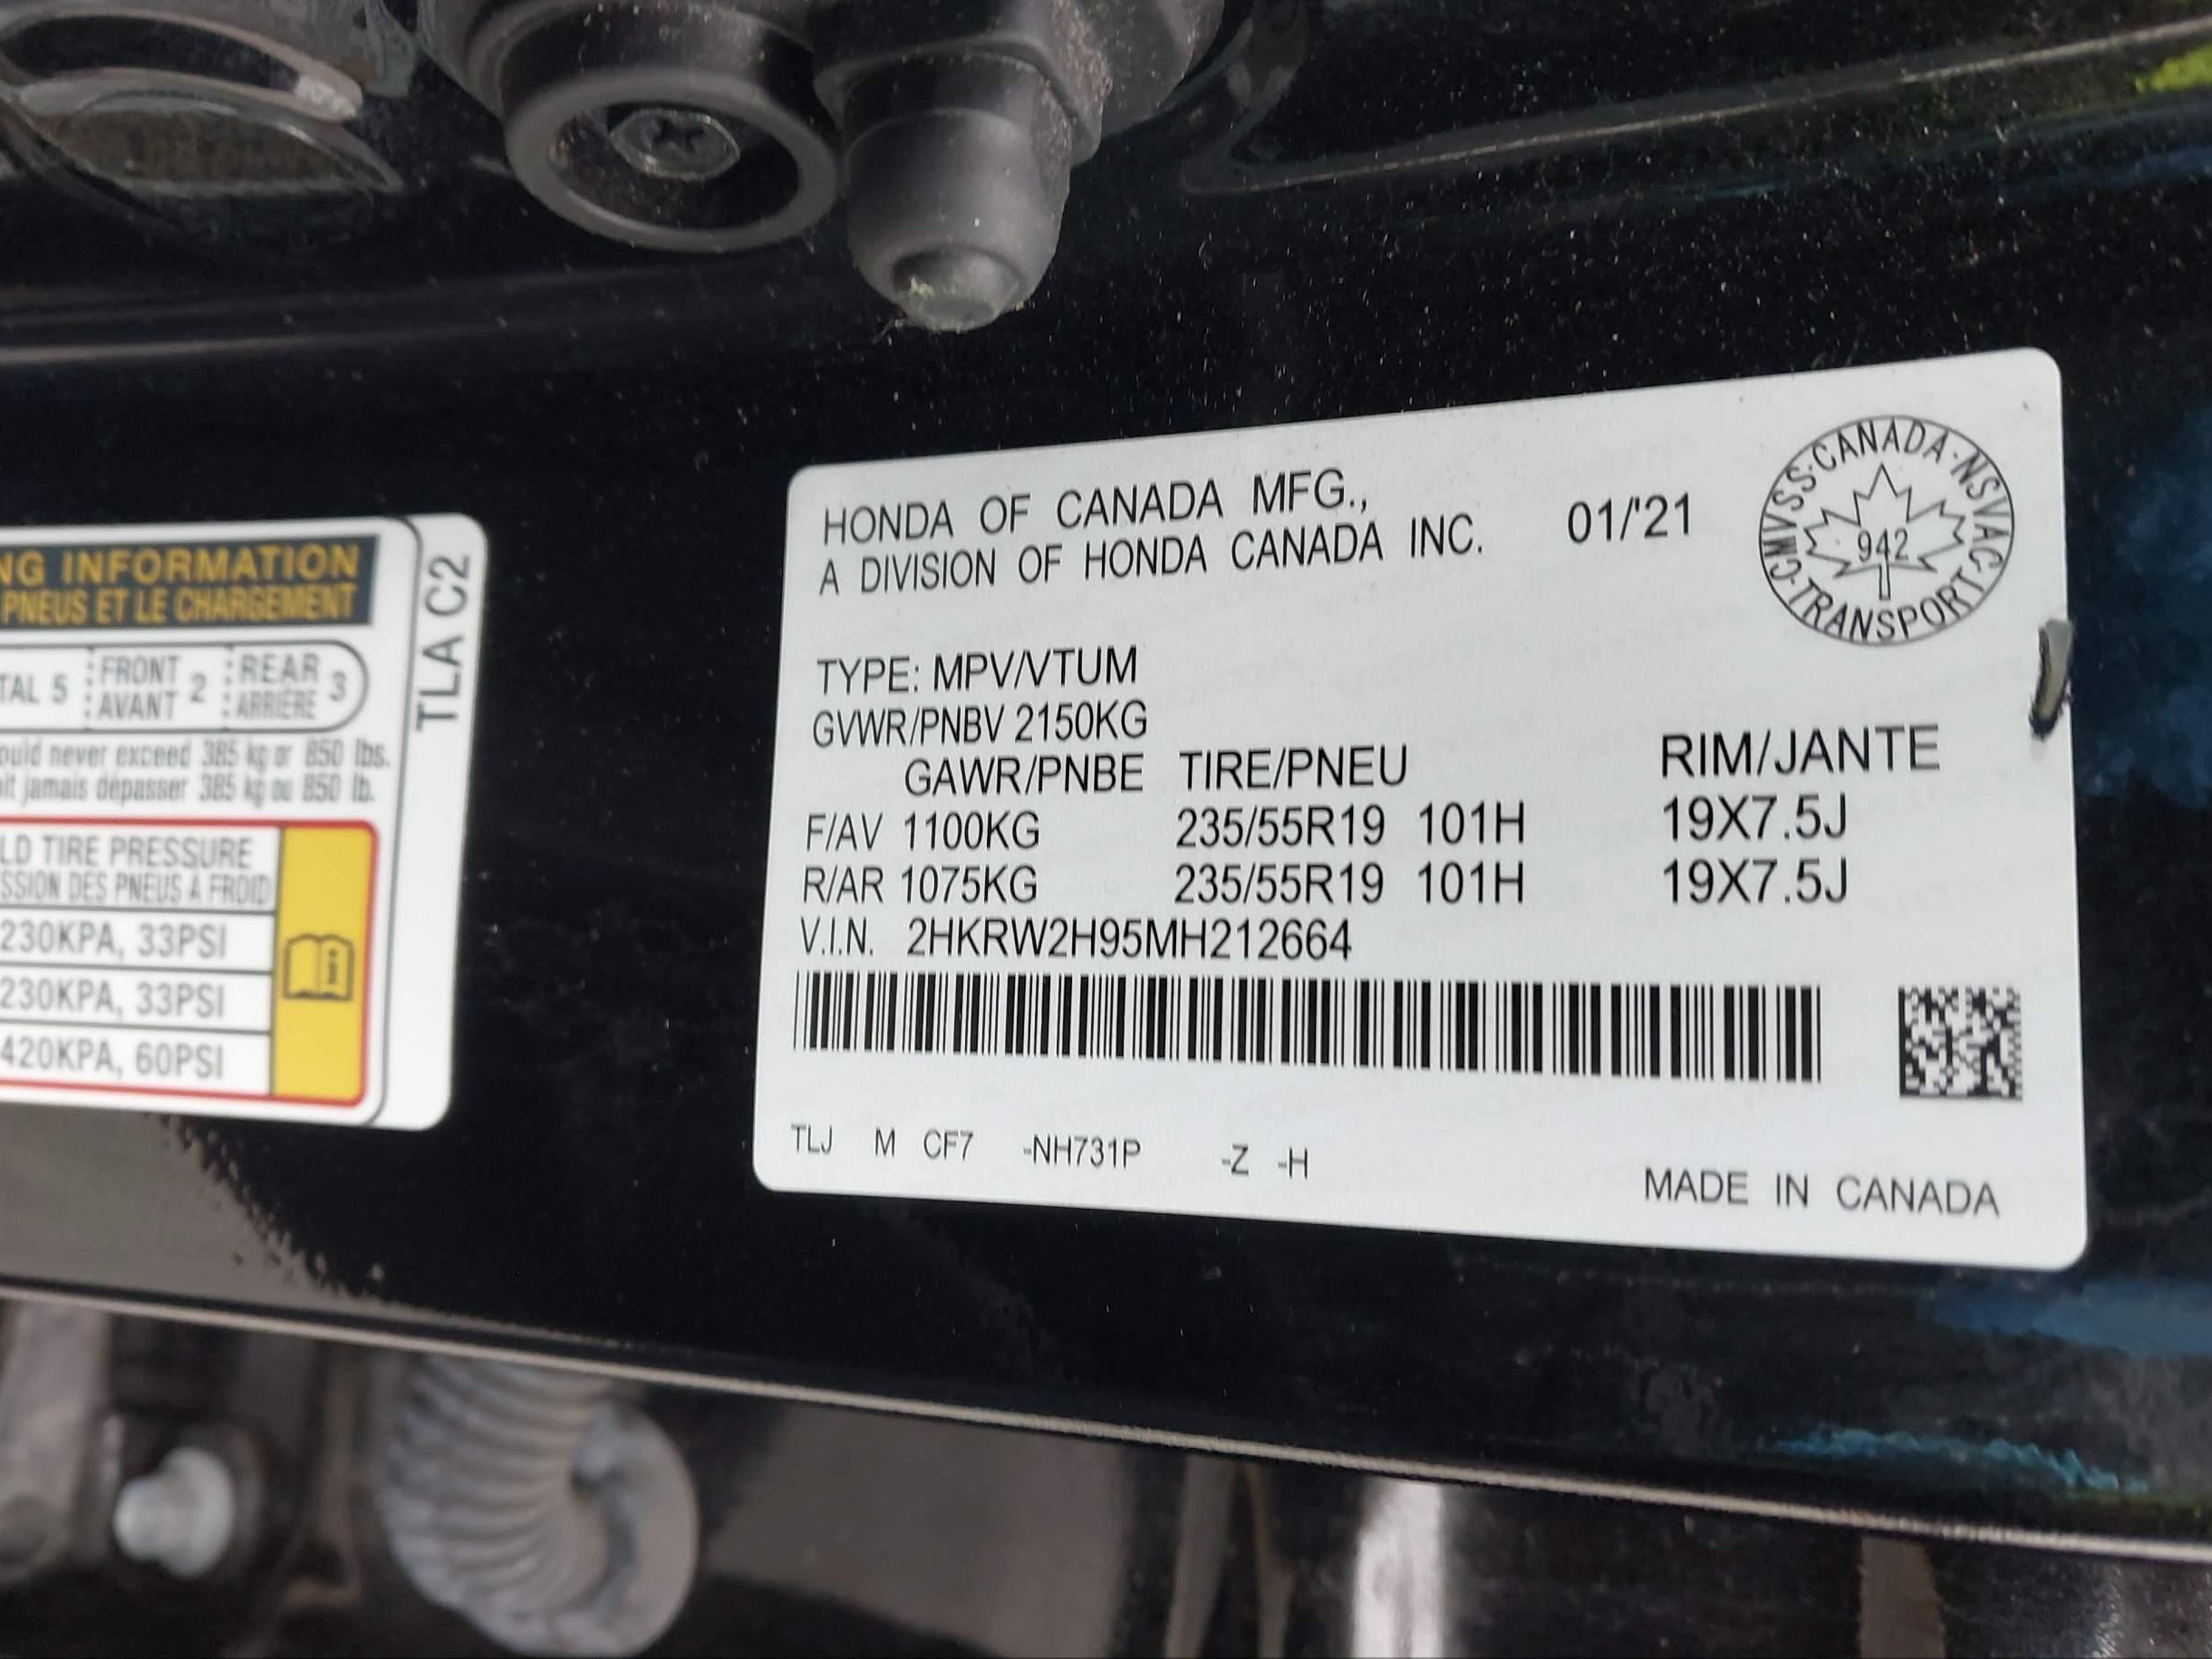 NG INFORMATION
PNEUS ET LE CHARGEMENT
TAL 5 FRONT AVANT 2 REAR ARRIÈRE 3
ould never exceed 385 kg or 850 lbs.
oit jamais dépasser 385 kg ou 850 lb.
LD TIRE PRESSURE
SSION DES PNEUS À FROID
230KPA, 33PSI
230KPA, 33PSI
420KPA, 60PSI
TLA C2
HONDA OF CANADA MFG.,
A DIVISION OF HONDA CANADA INC. 01/'21
CANADA · NSVAC · TRANSPORT · CMVSS ·
942
TYPE: MPV/VTUM
GVWR/PNBV 2150KG
GAWR/PNBE TIRE/PNEU RIM/JANTE
F/AV 1100KG 235/55R19 101H 19X7.5J
R/AR 1075KG 235/55R19 101H 19X7.5J
V.I.N. 2HKRW2H95MH212664
TLJ M CF7 -NH731P -Z -H
MADE IN CANADA